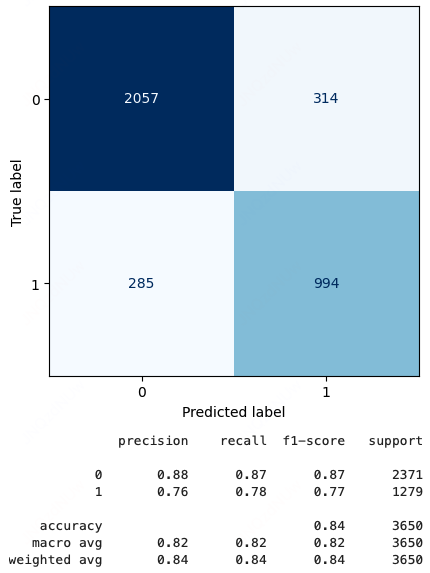 0
2057 314
True label
1
285 994
0 1
Predicted label
precision recall f1-score support
0 0.88 0.87 0.87 2371
1 0.76 0.78 0.77 1279
accuracy 0.84 3650
macro avg 0.82 0.82 0.82 3650
weighted avg 0.84 0.84 0.84 3650